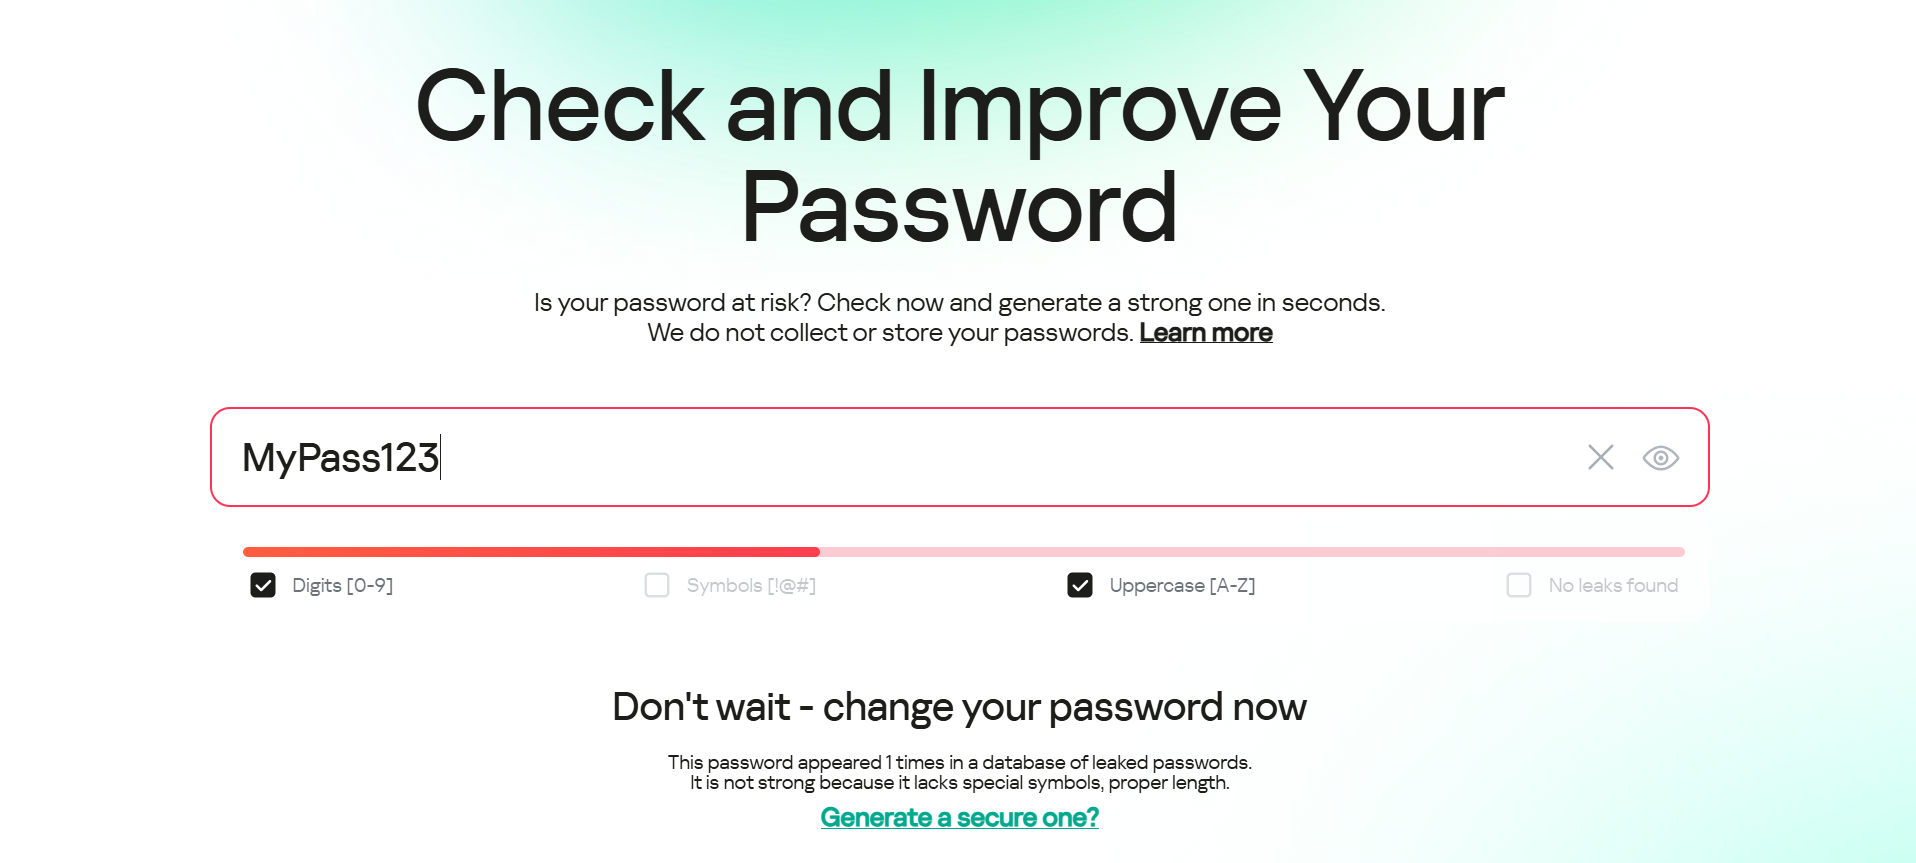 Check and Improve Your
Password
Is your password at risk? Check now and generate a strong one in seconds.
We do not collect or store your passwords. Learn more
MyPass123
Digits [0-9] Symbols [!@#] Uppercase [A-Z] No leaks found
Don't wait - change your password now
This password appeared 1 times in a database of leaked passwords.
It is not strong because it lacks special symbols, proper length.
Generate a secure one?